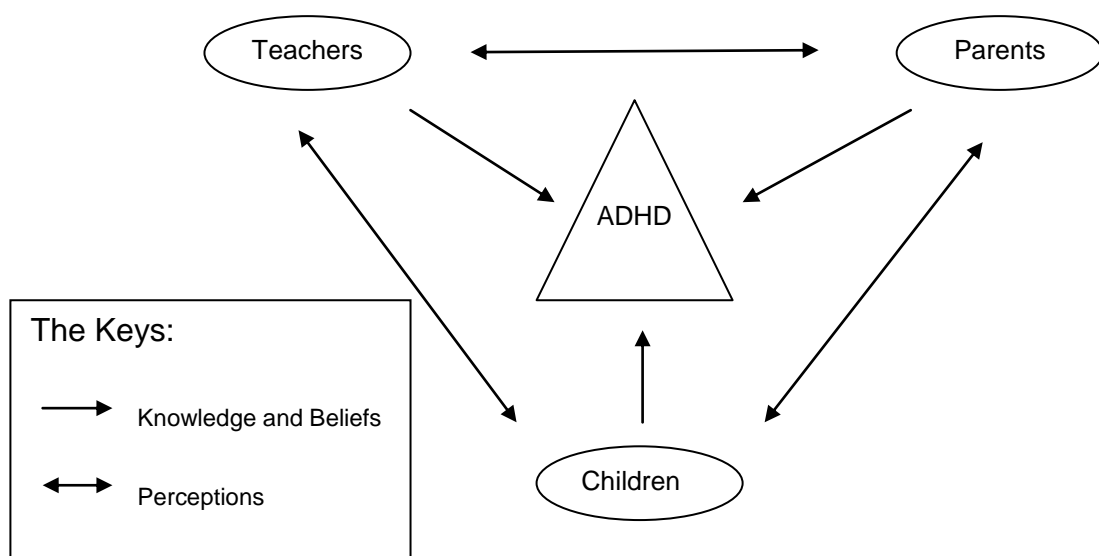 Teachers
Parents
ADHD
The Keys:
Knowledge and Beliefs
Perceptions
Children